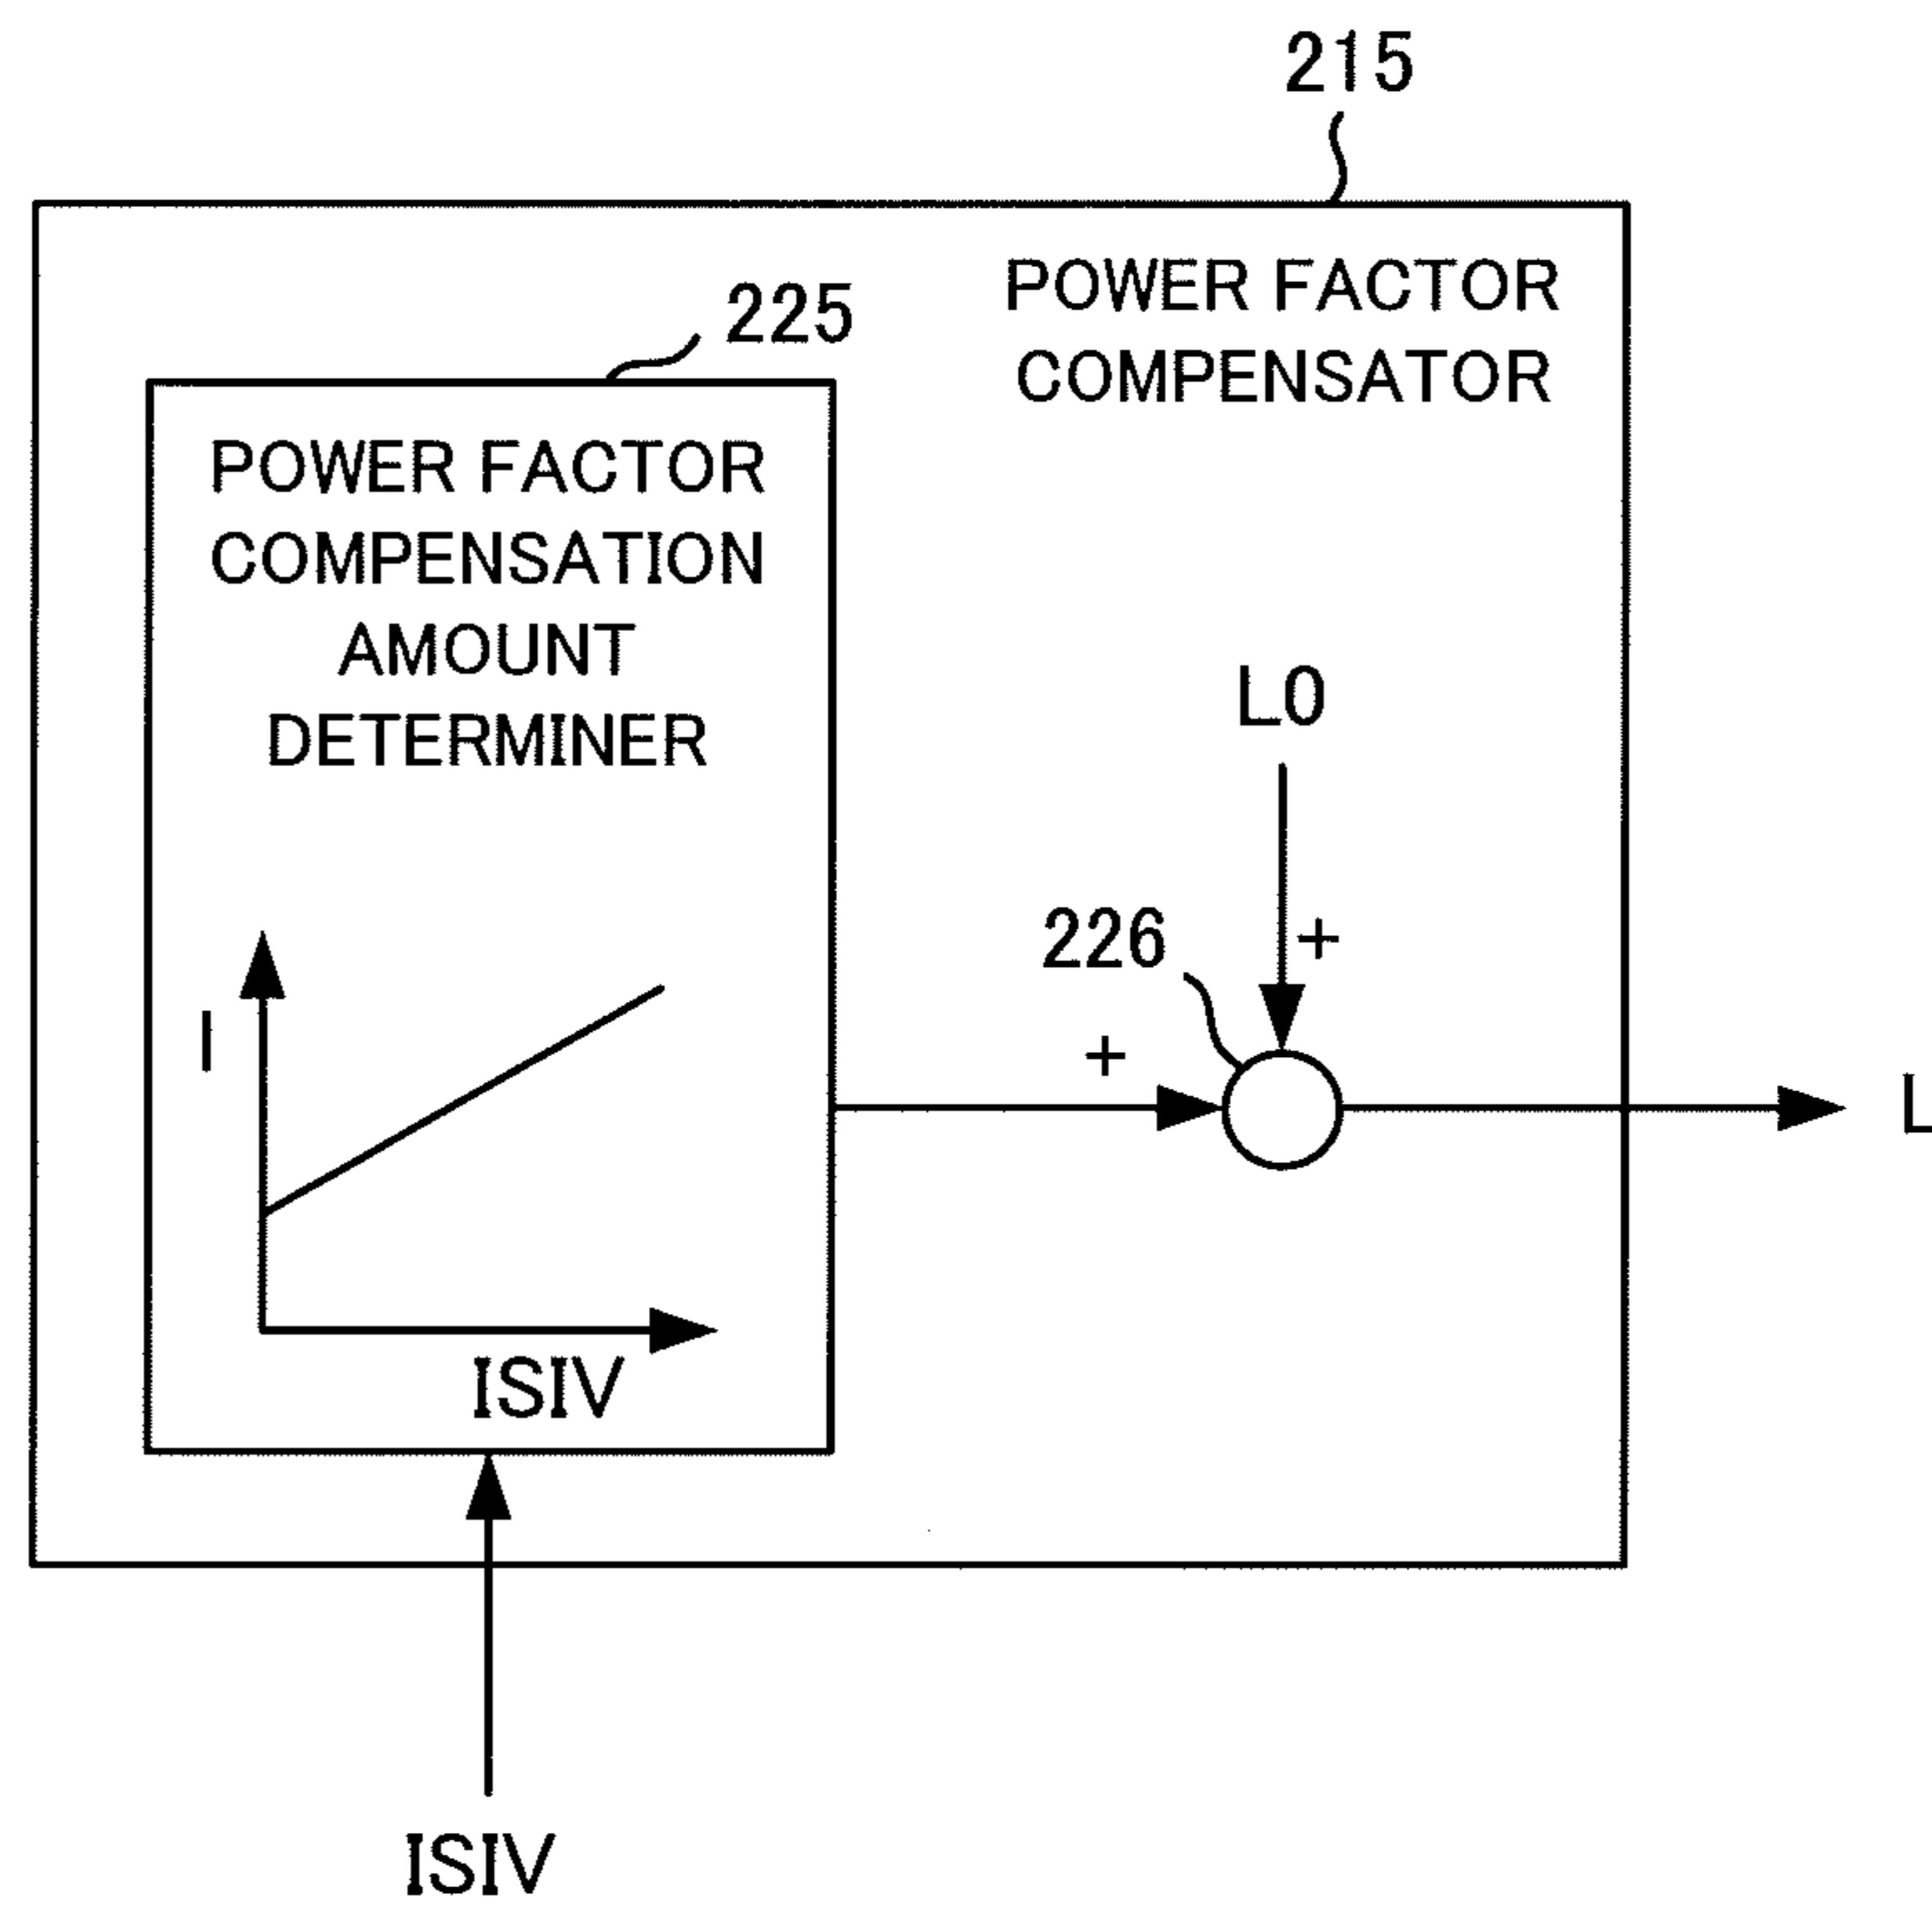 215
POWER FACTOR
COMPENSATOR
225
POWER FACTOR
COMPENSATION
AMOUNT
DETERMINER
L0
226
+
+
I
L
ISIV
ISIV